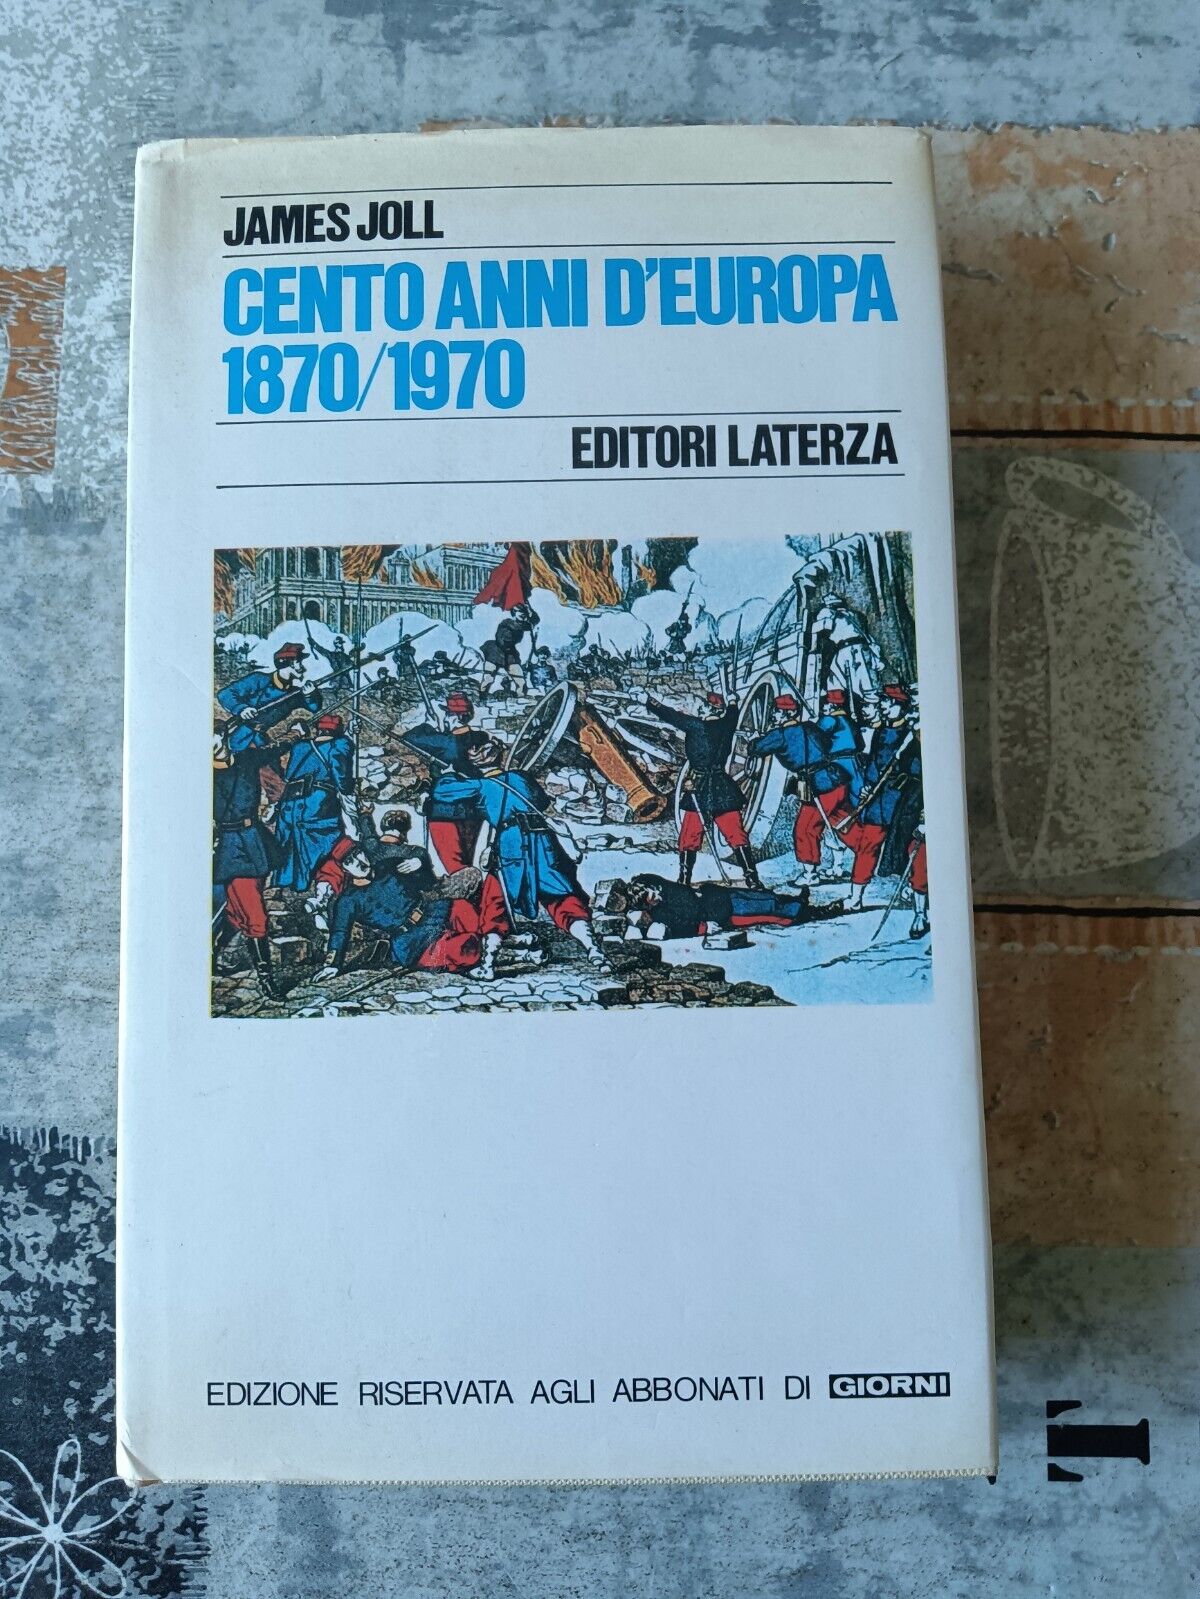 JAMES JOLL
CENTO ANNI D'EUROPA
1870/1970
EDITORI LATERZA
EDIZIONE RISERVATA AGLI ABBONATI DI GIORNI
T